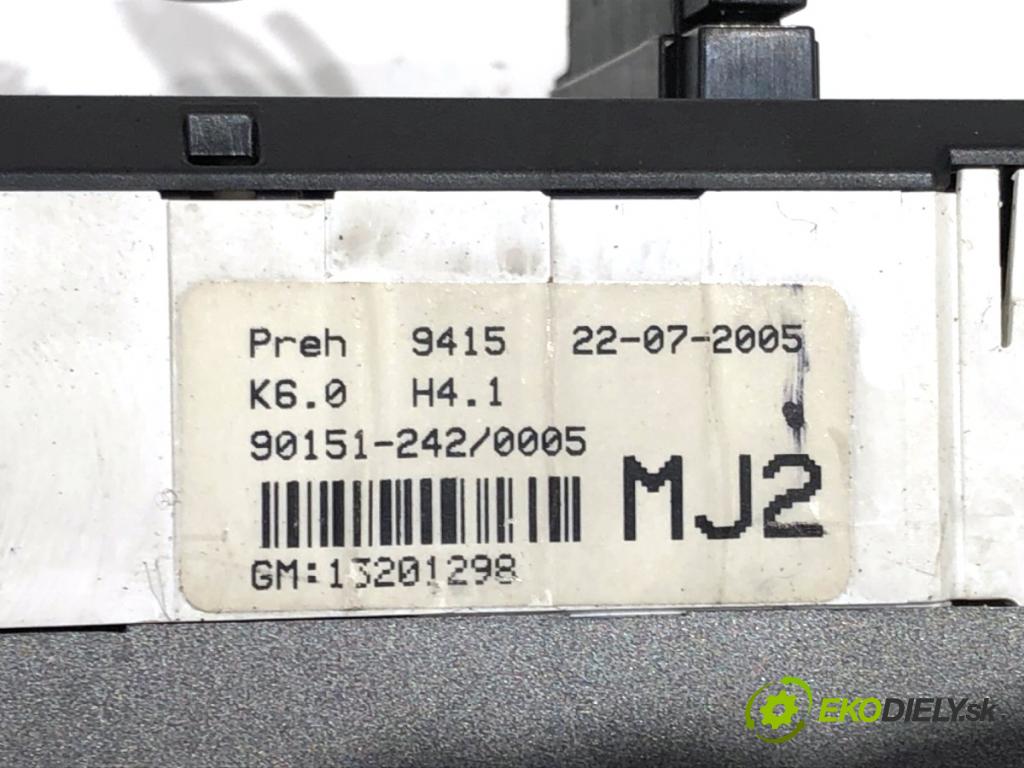 Preh 9415 22-07-2005
K6.0 H4.1
90151-242/0005
MJ2
GM:13201298
EKODIELY.sk